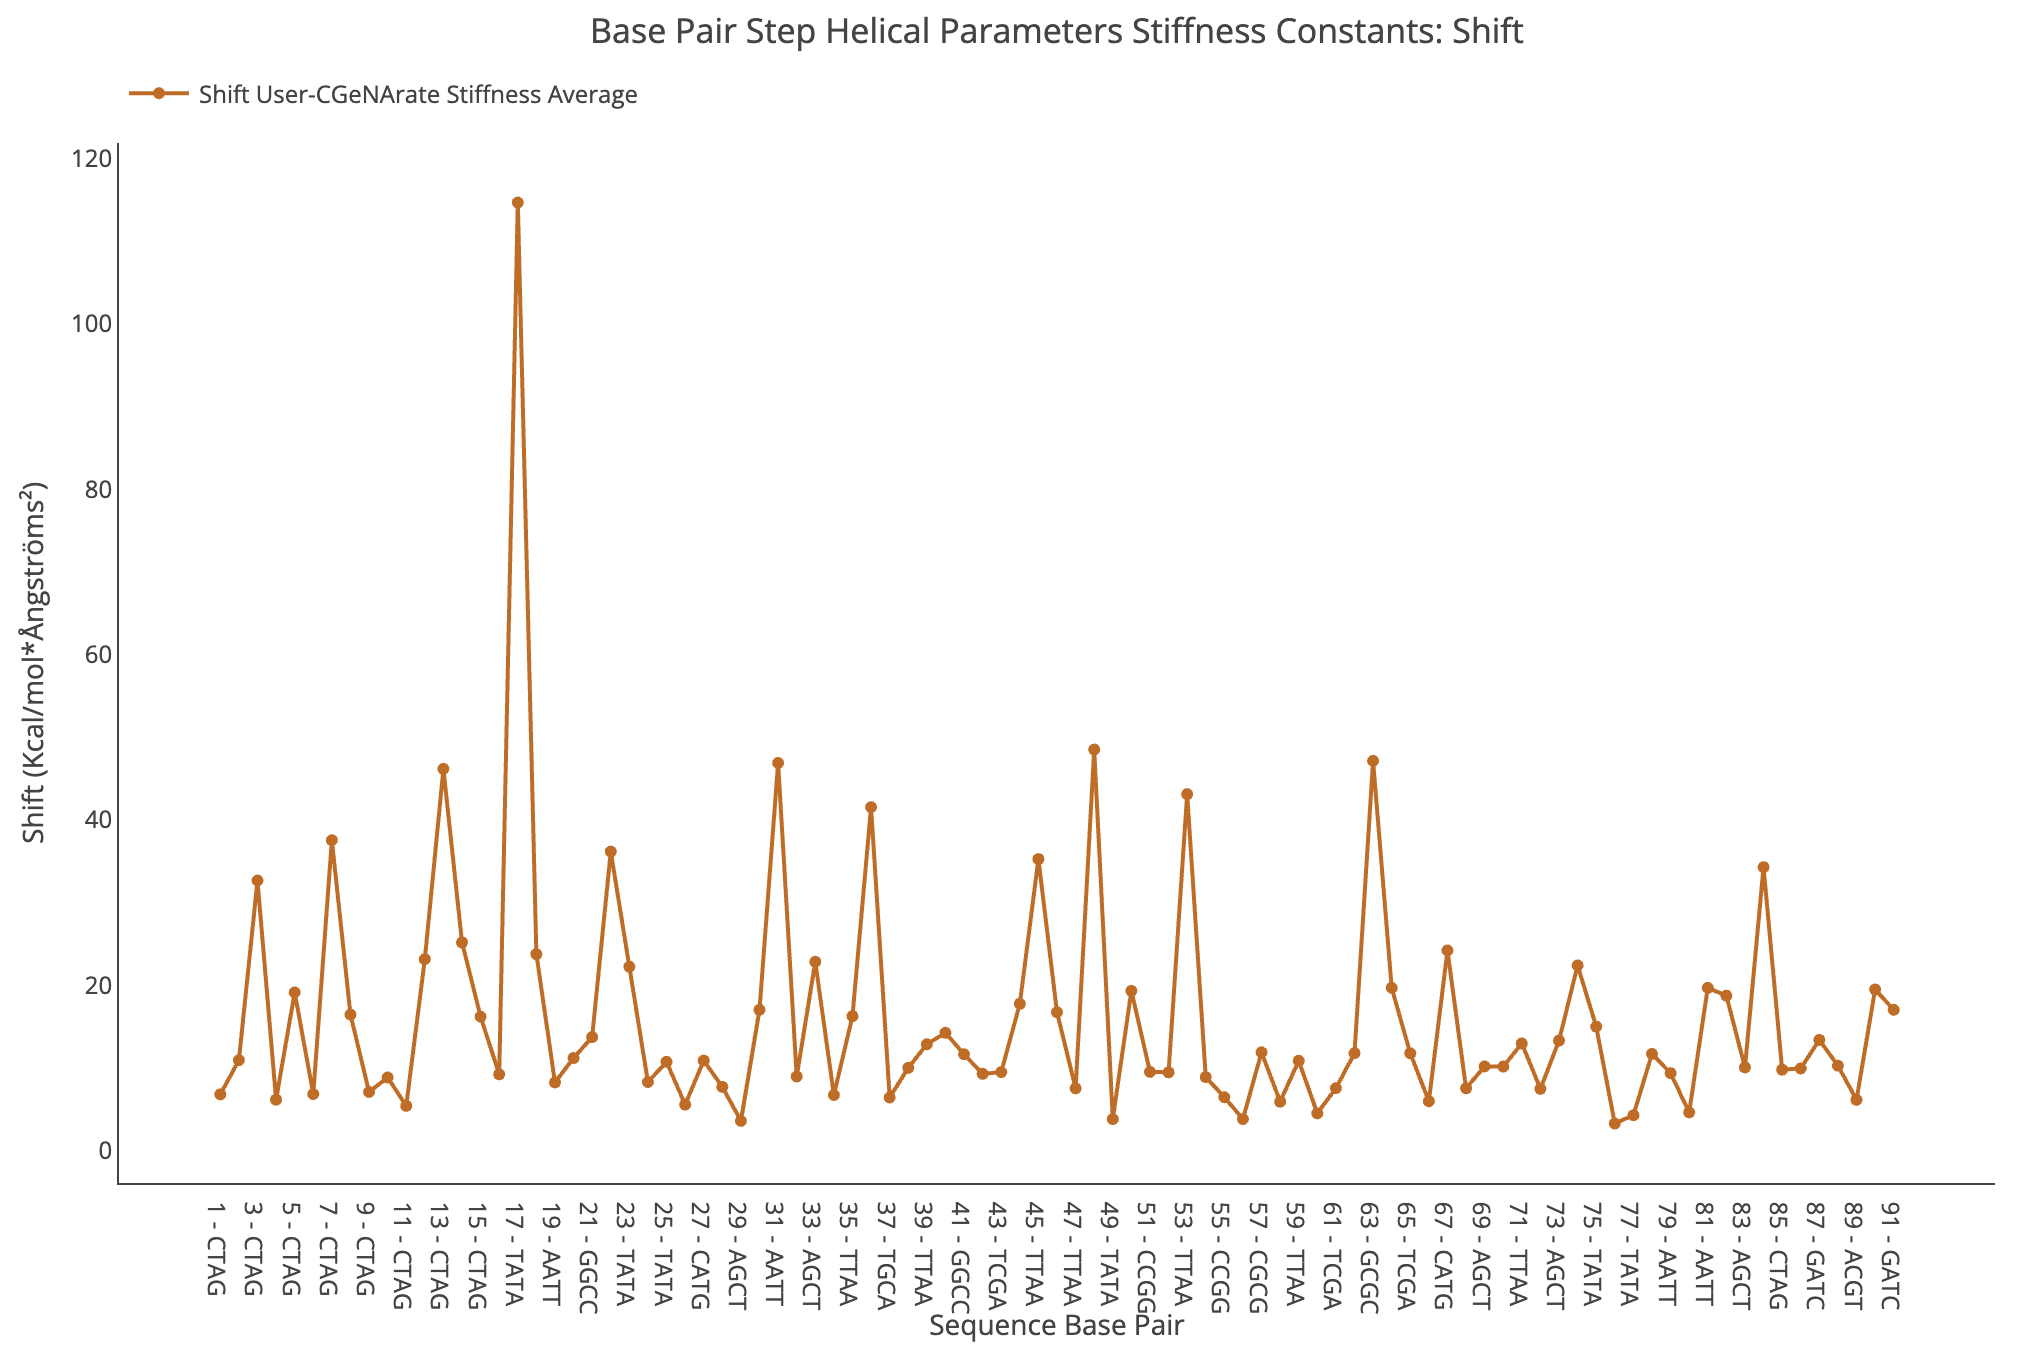 Base Pair Step Helical Parameters Stiffness Constants: Shift
Shift User-CGeNArate Stiffness Average
Shift (Kcal/mol*Ångströms²)
120
100
80
60
40
20
0
1 - CTAG
3 - CTAG
5 - CTAG
7 - CTAG
9 - CTAG
11 - CTAG
13 - CTAG
15 - CTAG
17 - TATA
19 - AATT
21 - GGCC
23 - TATA
25 - TATA
27 - CATG
29 - AGCT
31 - AATT
33 - AGCT
35 - TTAA
37 - TGCA
39 - TTAA
41 - GGCC
43 - TCGA
45 - TTAA
47 - TTAA
49 - TATA
51 - CCGG
53 - TTAA
55 - CCGG
57 - CGCG
59 - TTAA
61 - TCGA
63 - GCGC
65 - TCGA
67 - CATG
69 - AGCT
71 - TTAA
73 - AGCT
75 - TATA
77 - TATA
79 - AATT
81 - AATT
83 - AGCT
85 - CTAG
87 - GATC
89 - ACGT
91 - GATC
Sequence Base Pair